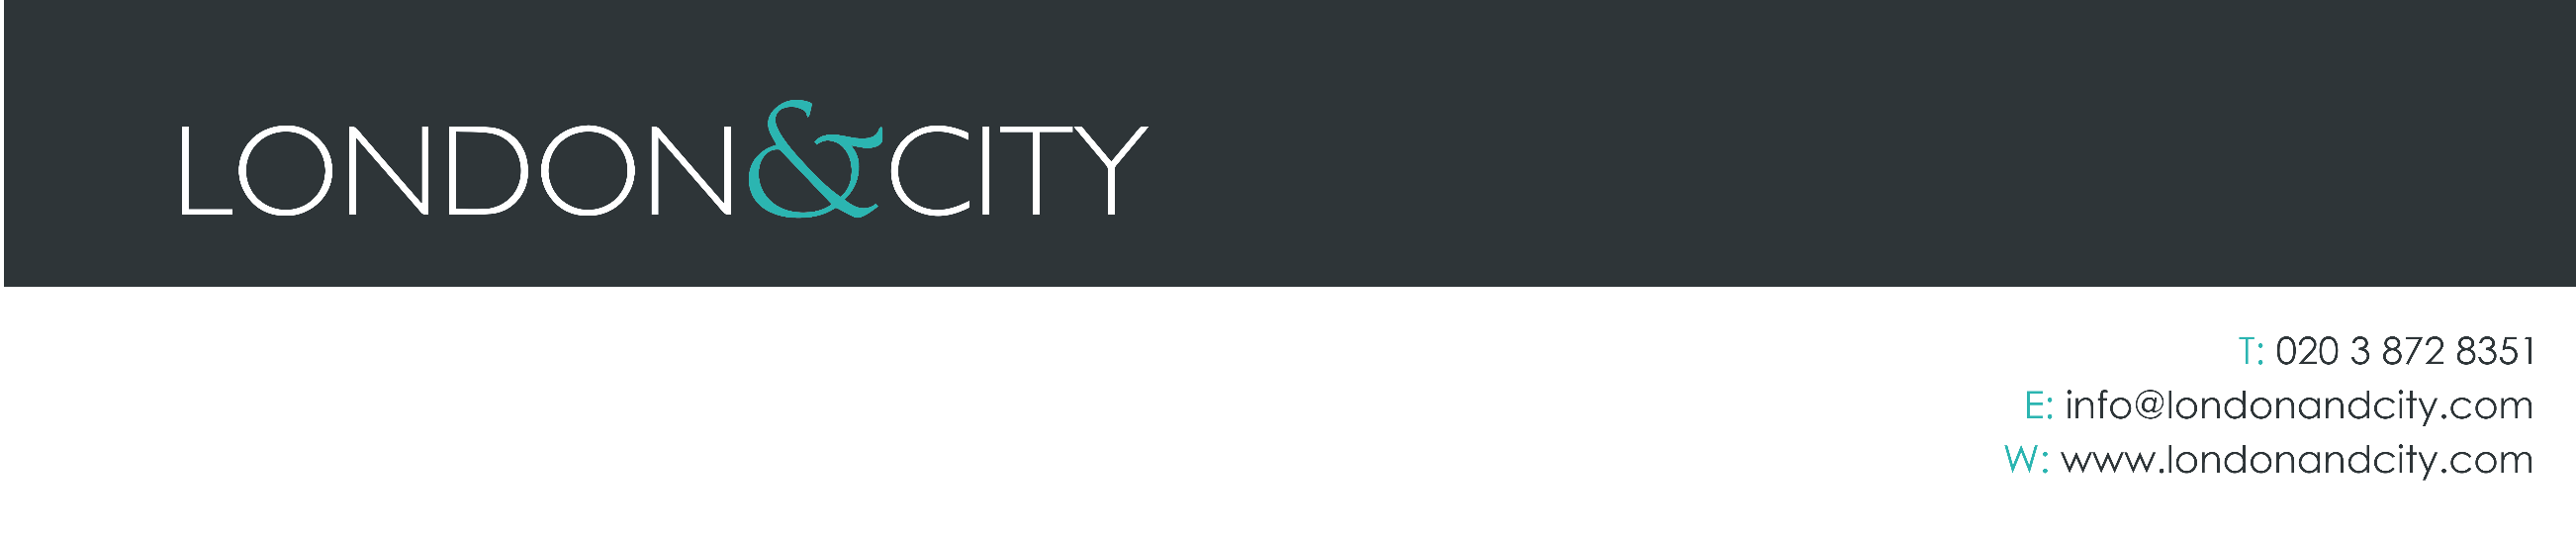 LONDON&CITY
T: 020 3 872 8351
E: info@londonandcity.com
W: www.londonandcity.com